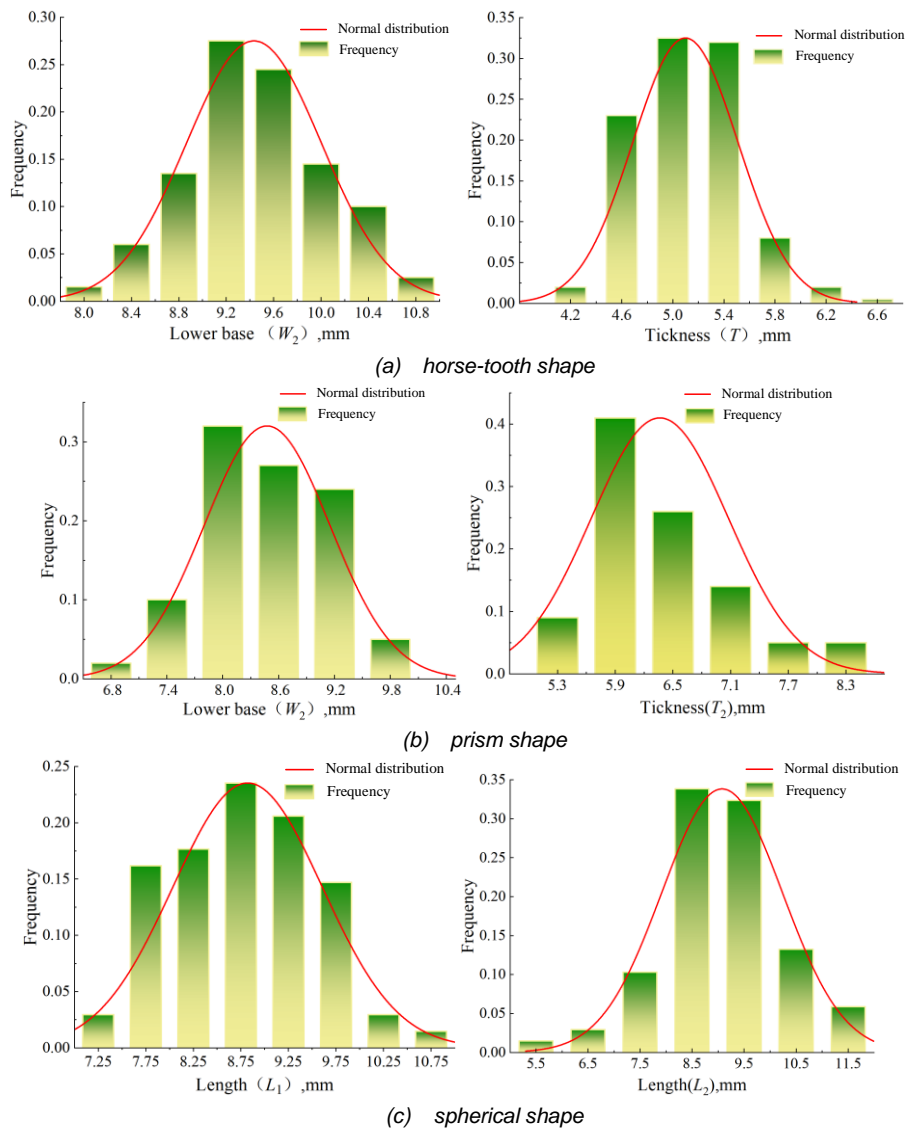 Normal distribution
Frequency
0.30
0.25
0.20
0.15
0.10
0.05
0.00
Frequency
8.0 8.4 8.8 9.2 9.6 10.0 10.4 10.8
Lower base （W2）,mm
Normal distribution
Frequency
0.35
0.30
0.25
0.20
0.15
0.10
0.05
0.00
Frequency
4.2 4.6 5.0 5.4 5.8 6.2 6.6
Tickness（T）,mm
(a) horse-tooth shape
Normal distribution
Frequency
0.3
0.2
0.1
0.0
Frequency
6.8 7.4 8.0 8.6 9.2 9.8 10.4
Lower base（W2）,mm
Normal distribution
Frequency
0.4
0.3
0.2
0.1
0.0
Frequency
5.3 5.9 6.5 7.1 7.7 8.3
Tickness(T2),mm
(b) prism shape
Normal distribution
Frequency
0.25
0.20
0.15
0.10
0.05
0.00
Frequency
7.25 7.75 8.25 8.75 9.25 9.75 10.25 10.75
Length（L1）,mm
Normal distribution
Frequency
0.35
0.30
0.25
0.20
0.15
0.10
0.05
0.00
Frequency
5.5 6.5 7.5 8.5 9.5 10.5 11.5
Length(L2),mm
(c) spherical shape